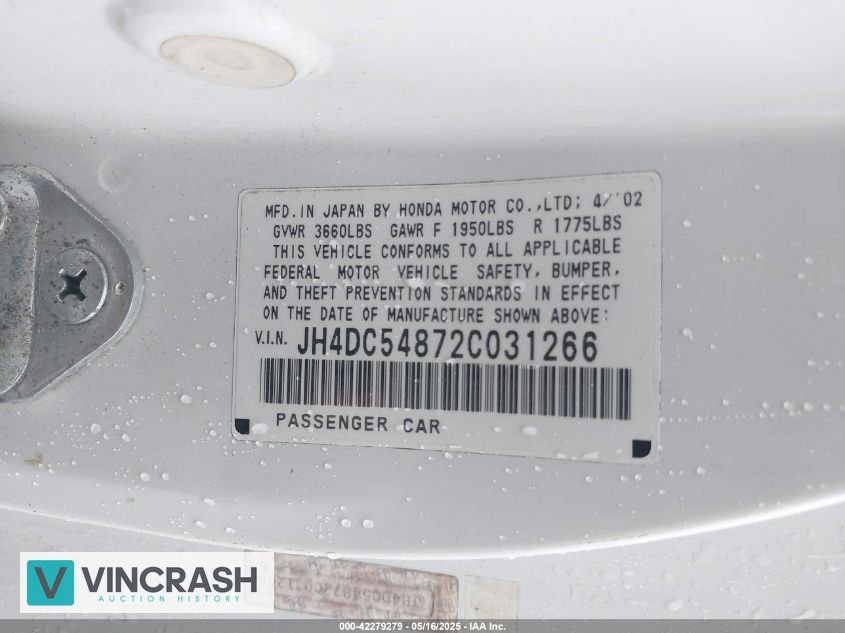 MFD.IN JAPAN BY HONDA MOTOR CO.,LTD; 4/'02
GVWR 3660LBS GAWR F 1950LBS R 1775LBS
THIS VEHICLE CONFORMS TO ALL APPLICABLE
FEDERAL MOTOR VEHICLE SAFETY, BUMPER,
AND THEFT PREVENTION STANDARDS IN EFFECT
ON THE DATE OF MANUFACTURE SHOWN ABOVE:
V.I.N. JH4DC54872C031266
PASSENGER CAR
VINCRASH
AUCTION HISTORY
000-42279279 - 05/16/2025 - IAA Inc.